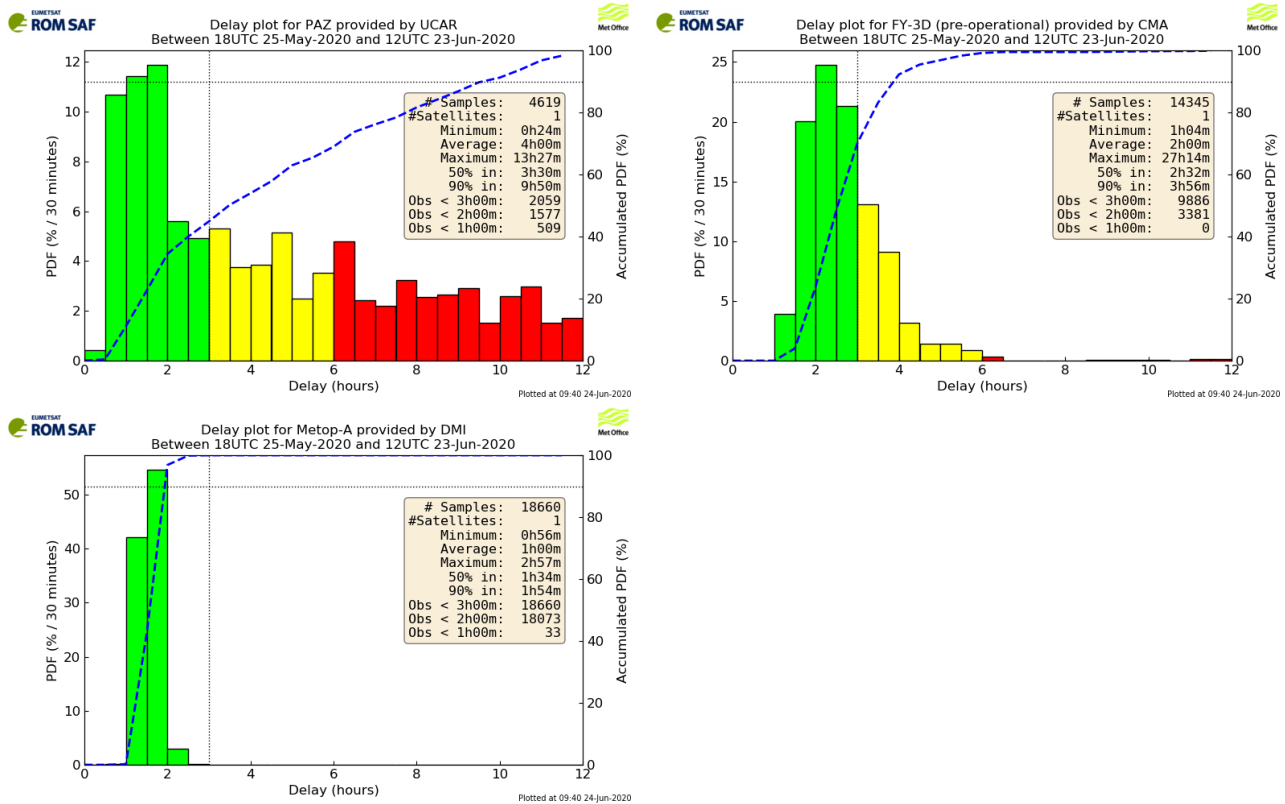 EUMETSAT
ROM SAF
Delay plot for PAZ provided by UCAR
Between 18UTC 25-May-2020 and 12UTC 23-Jun-2020
Met Office
PDF (% / 30 minutes)
12
10
8
6
4
2
0
# Samples: 4619
#Satellites: 1
Minimum: 0h24m
Average: 4h00m
Maximum: 13h27m
50% in: 3h30m
90% in: 9h50m
Obs < 3h00m: 2059
Obs < 2h00m: 1577
Obs < 1h00m: 509
100
80
60
40
20
0
Accumulated PDF (%)
0 2 4 6 8 10 12
Delay (hours)
Plotted at 09:40 24-Jun-2020
EUMETSAT
ROM SAF
Delay plot for FY-3D (pre-operational) provided by CMA
Between 18UTC 25-May-2020 and 12UTC 23-Jun-2020
Met Office
PDF (% / 30 minutes)
25
20
15
10
5
0
# Samples: 14345
#Satellites: 1
Minimum: 1h04m
Average: 2h00m
Maximum: 27h14m
50% in: 2h32m
90% in: 3h56m
Obs < 3h00m: 9886
Obs < 2h00m: 3381
Obs < 1h00m: 0
100
80
60
40
20
0
Accumulated PDF (%)
0 2 4 6 8 10 12
Delay (hours)
Plotted at 09:40 24-Jun-2020
EUMETSAT
ROM SAF
Delay plot for Metop-A provided by DMI
Between 18UTC 25-May-2020 and 12UTC 23-Jun-2020
Met Office
PDF (% / 30 minutes)
50
40
30
20
10
0
# Samples: 18660
#Satellites: 1
Minimum: 0h56m
Average: 1h00m
Maximum: 2h57m
50% in: 1h34m
90% in: 1h54m
Obs < 3h00m: 18660
Obs < 2h00m: 18073
Obs < 1h00m: 33
100
80
60
40
20
0
Accumulated PDF (%)
0 2 4 6 8 10 12
Delay (hours)
Plotted at 09:40 24-Jun-2020